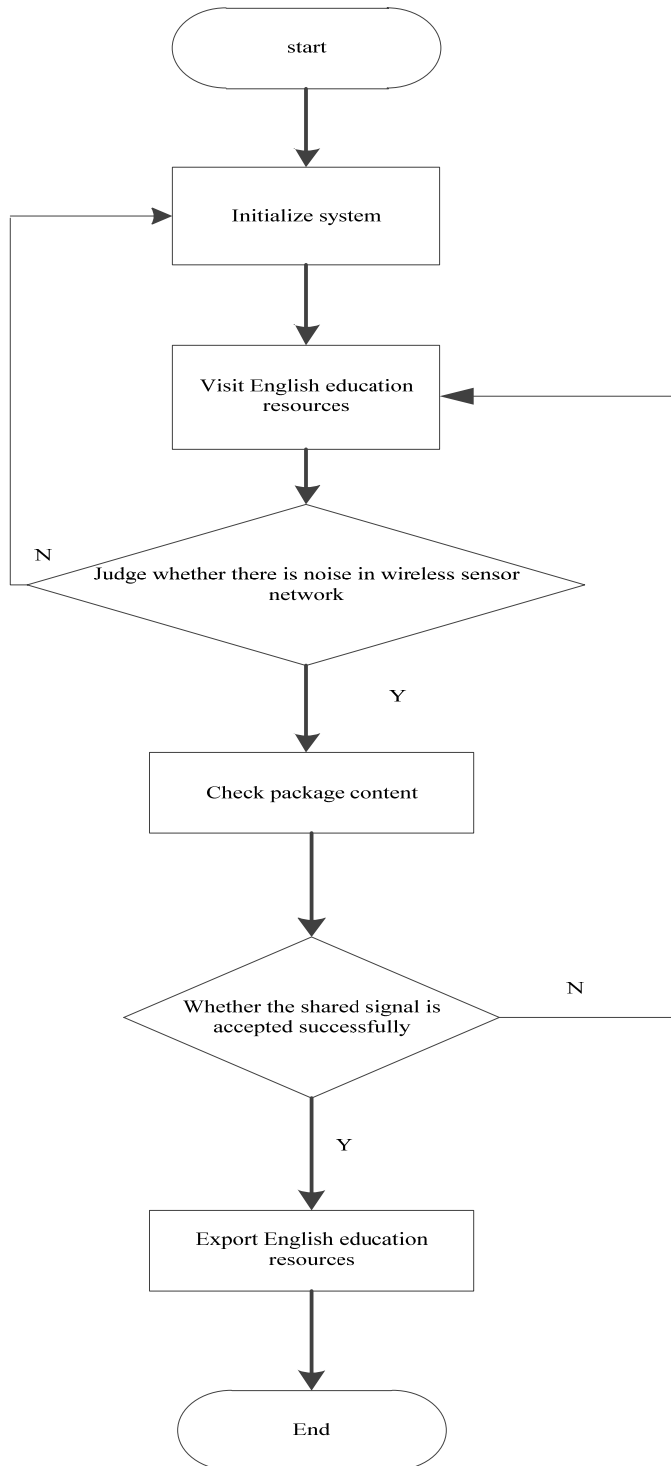 start
Initialize system
Visit English education
resources
N
Judge whether there is noise in wireless sensor
network
Y
Check package content
Whether the shared signal is
accepted successfully
N
Y
Export English education
resources
End